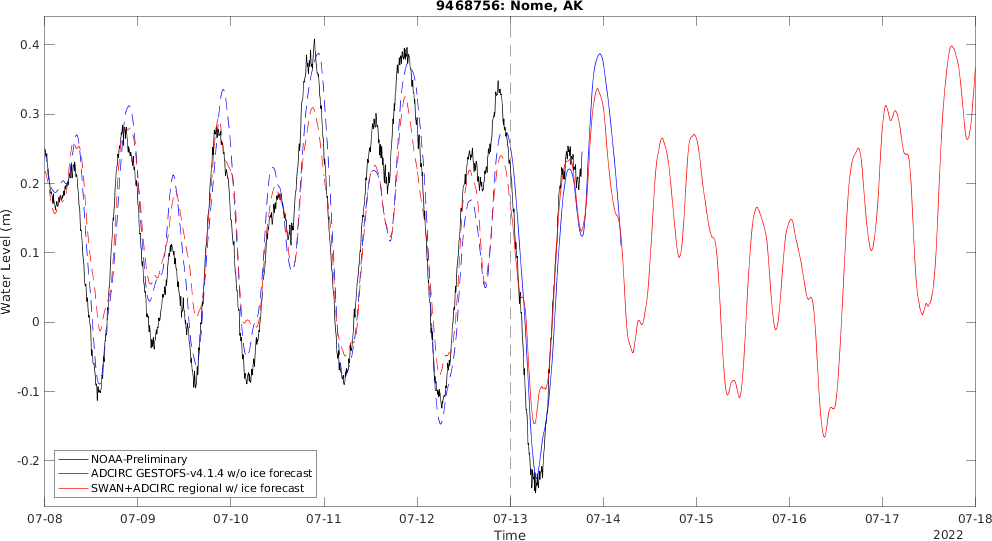 9468756: Nome, AK
Water Level (m)
0.4
0.3
0.2
0.1
0
-0.1
-0.2
NOAA-Preliminary
ADCIRC GESTOFS-v4.1.4 w/o ice forecast
SWAN+ADCIRC regional w/ ice forecast
07-08 07-09 07-10 07-11 07-12 07-13 07-14 07-15 07-16 07-17 07-18
Time
2022